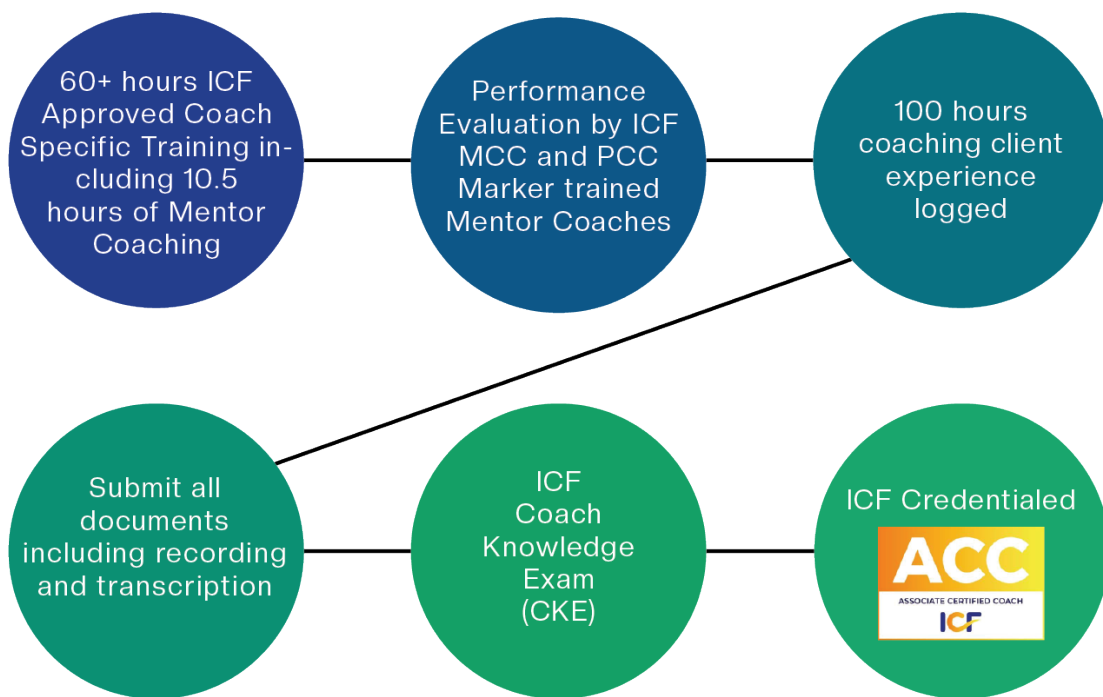 60+ hours ICF
Approved Coach
Specific Training in-
cluding 10.5
hours of Mentor
Coaching
Performance
Evaluation by ICF
MCC and PCC
Marker trained
Mentor Coaches
100 hours
coaching client
experience
logged
Submit all
documents
including recording
and transcription
ICF
Coach
Knowledge
Exam
(CKE)
ICF Credentialed
ACC
ASSOCIATE CERTIFIED COACH
ICF